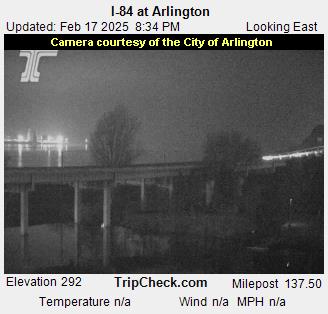 I-84 at Arlington
Updated: Feb 17 2025 8:34 PM Looking East
Camera courtesy of the City of Arlington
Elevation 292 TripCheck.com Milepost 137.50
Temperature n/a Wind n/a MPH n/a